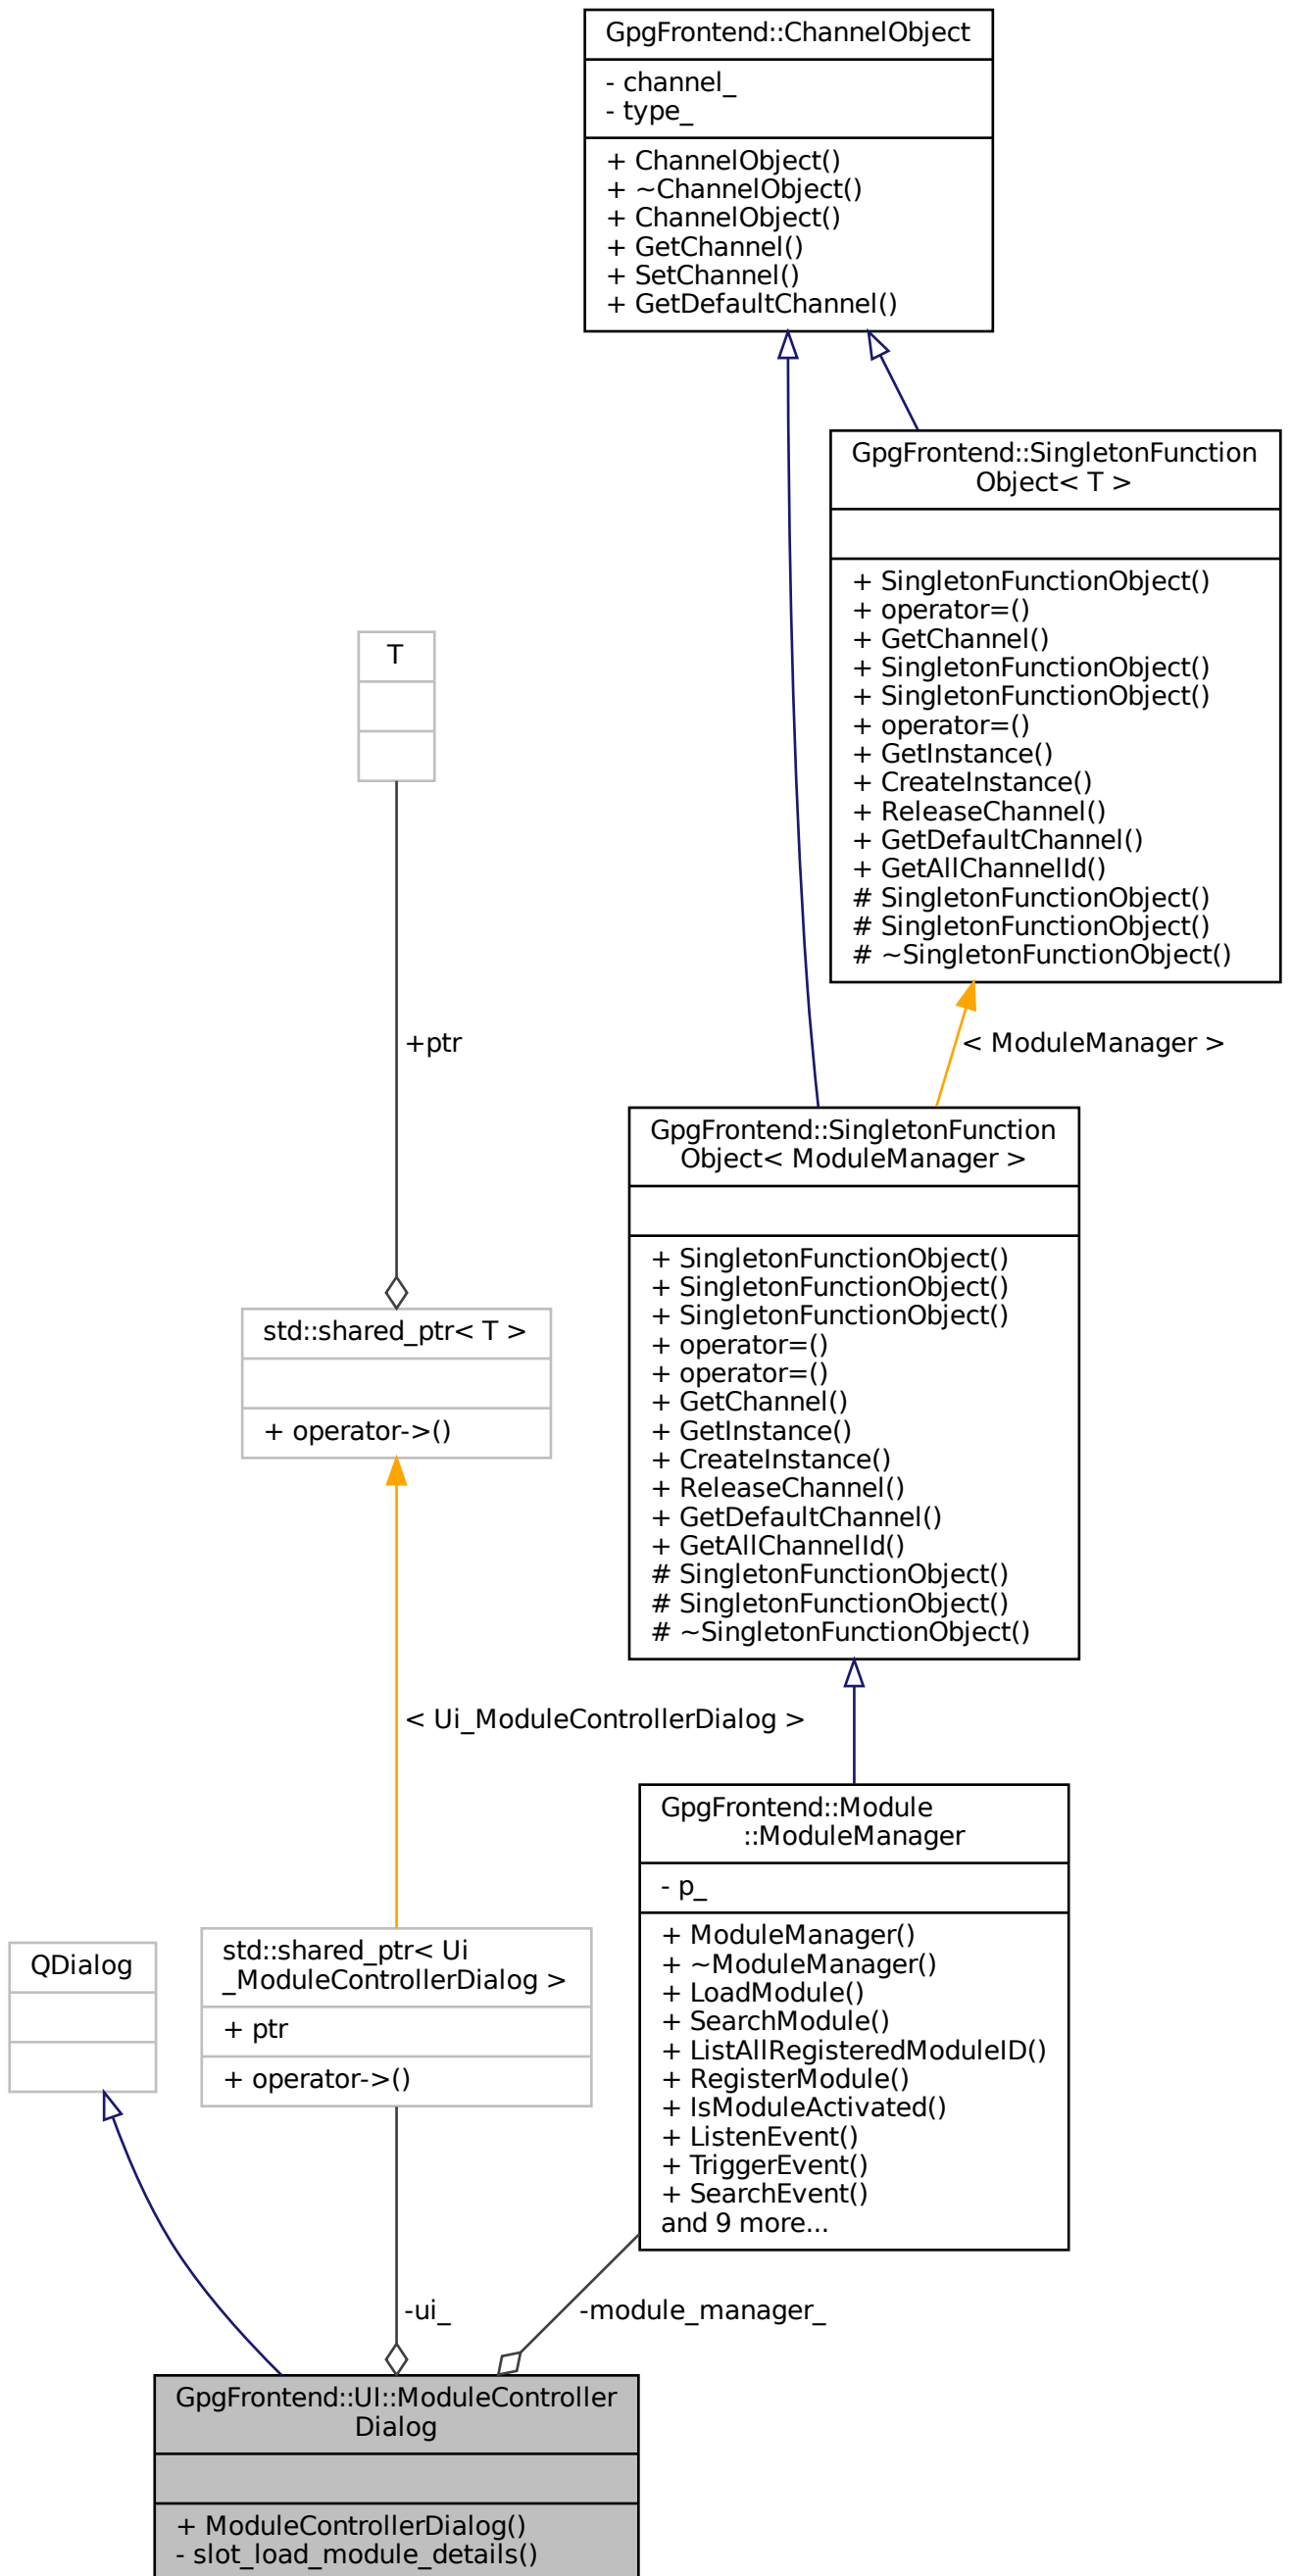 GpgFrontend::ChannelObject
- channel_
- type_
+ ChannelObject()
+ ~ChannelObject()
+ ChannelObject()
+ GetChannel()
+ SetChannel()
+ GetDefaultChannel()
GpgFrontend::SingletonFunction
Object< T >
+ SingletonFunctionObject()
+ operator=()
+ GetChannel()
+ SingletonFunctionObject()
+ SingletonFunctionObject()
+ operator=()
+ GetInstance()
+ CreateInstance()
+ ReleaseChannel()
+ GetDefaultChannel()
+ GetAllChannelId()
# SingletonFunctionObject()
# SingletonFunctionObject()
# ~SingletonFunctionObject()
T
+ptr
< ModuleManager >
GpgFrontend::SingletonFunction
Object< ModuleManager >
+ SingletonFunctionObject()
+ SingletonFunctionObject()
+ SingletonFunctionObject()
+ operator=()
+ operator=()
+ GetChannel()
+ GetInstance()
+ CreateInstance()
+ ReleaseChannel()
+ GetDefaultChannel()
+ GetAllChannelId()
# SingletonFunctionObject()
# SingletonFunctionObject()
# ~SingletonFunctionObject()
std::shared_ptr< T >
+ operator->()
< Ui_ModuleControllerDialog >
GpgFrontend::Module
::ModuleManager
- p_
+ ModuleManager()
+ ~ModuleManager()
+ LoadModule()
+ SearchModule()
+ ListAllRegisteredModuleID()
+ RegisterModule()
+ IsModuleActivated()
+ ListenEvent()
+ TriggerEvent()
+ SearchEvent()
and 9 more...
QDialog
std::shared_ptr< Ui
_ModuleControllerDialog >
+ ptr
+ operator->()
-ui_
-module_manager_
GpgFrontend::UI::ModuleController
Dialog
+ ModuleControllerDialog()
- slot_load_module_details()